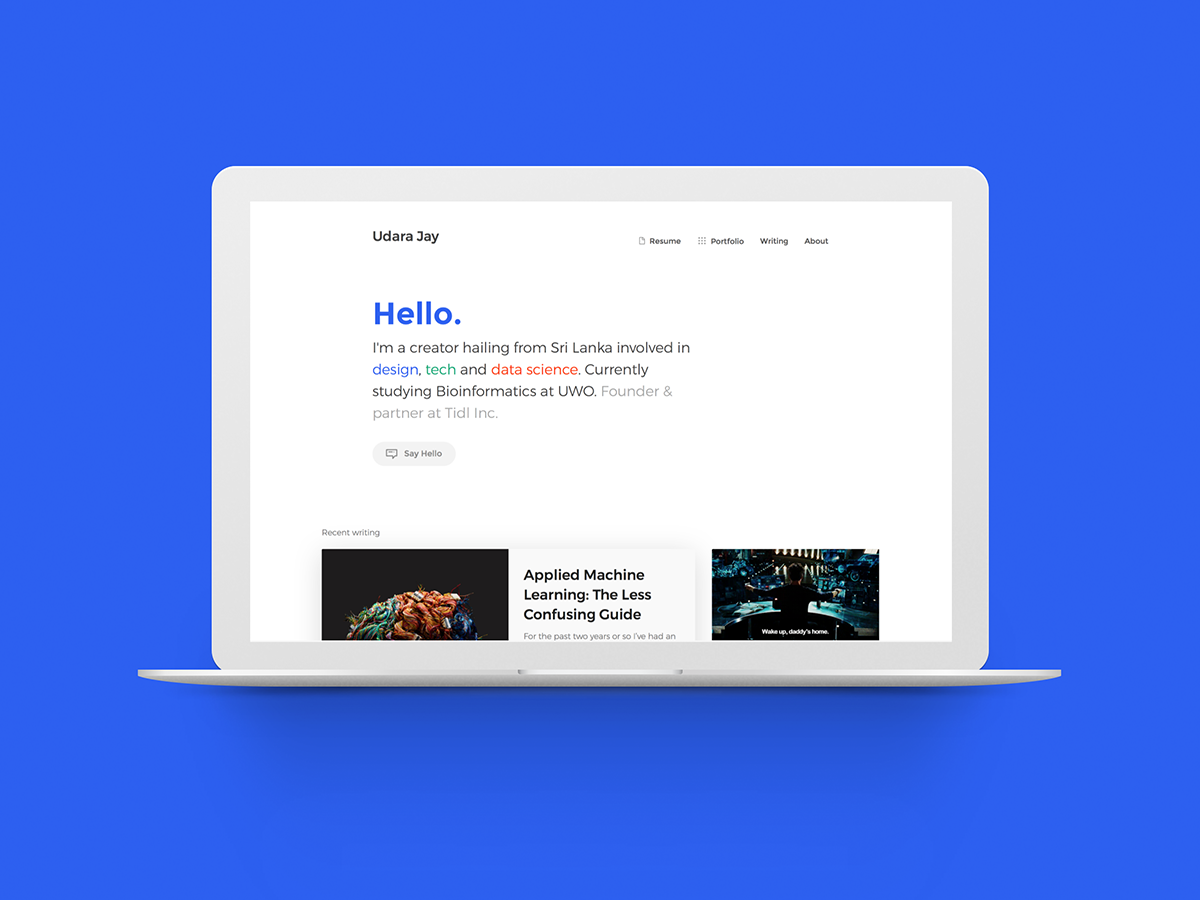 Udara Jay
Resume
Portfolio
Writing
About
Hello.
I'm a creator hailing from Sri Lanka involved in
design, tech and data science. Currently
studying Bioinformatics at UWO. Founder &
partner at Tidl Inc.
Say Hello
Recent writing
Applied Machine
Learning: The Less
Confusing Guide
For the past two years or so I've had an
Wake up, daddy's home.